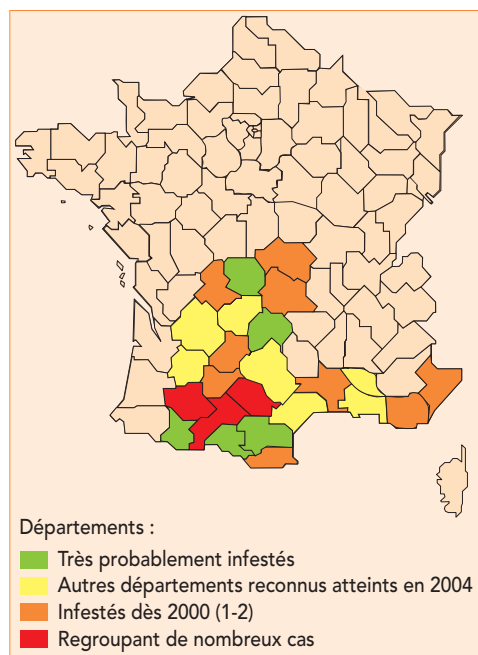 Départements :
Très probablement infestés
Autres départements reconnus atteints en 2004
Infestés dès 2000 (1-2)
Regroupant de nombreux cas